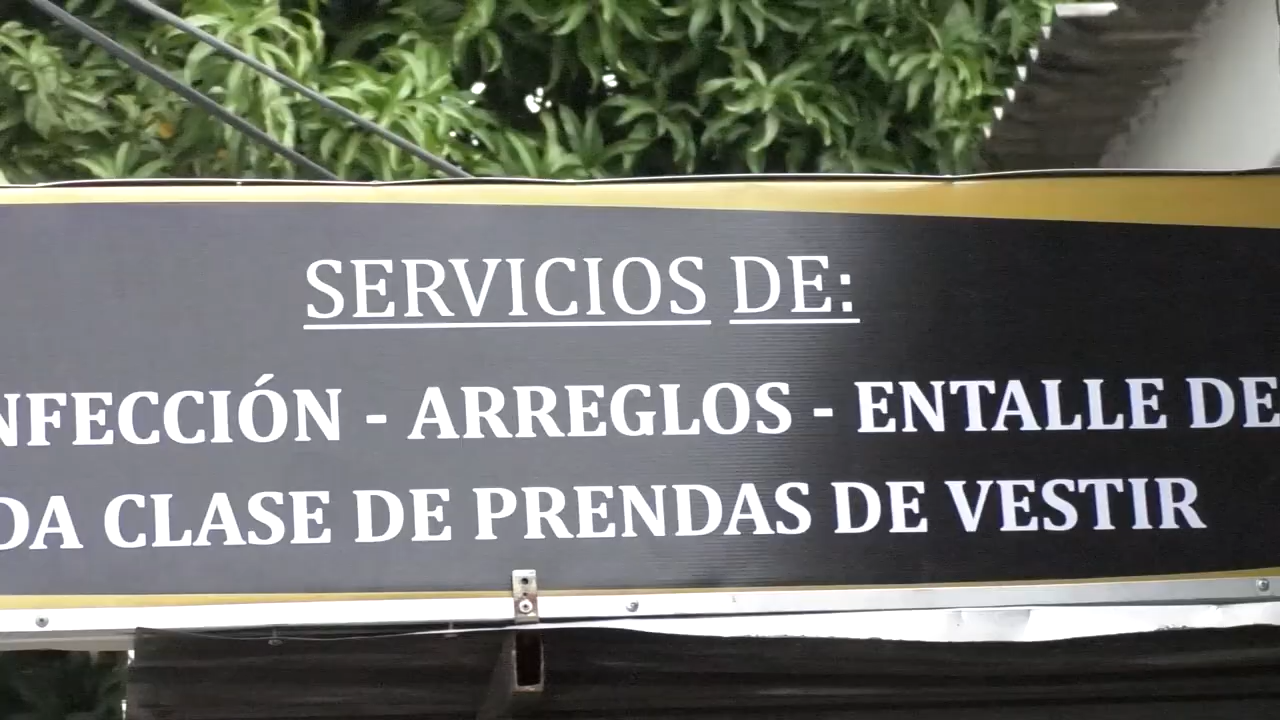 SERVICIOS DE:
NFECCIÓN - ARREGLOS - ENTALLE DE
DA CLASE DE PRENDAS DE VESTIR